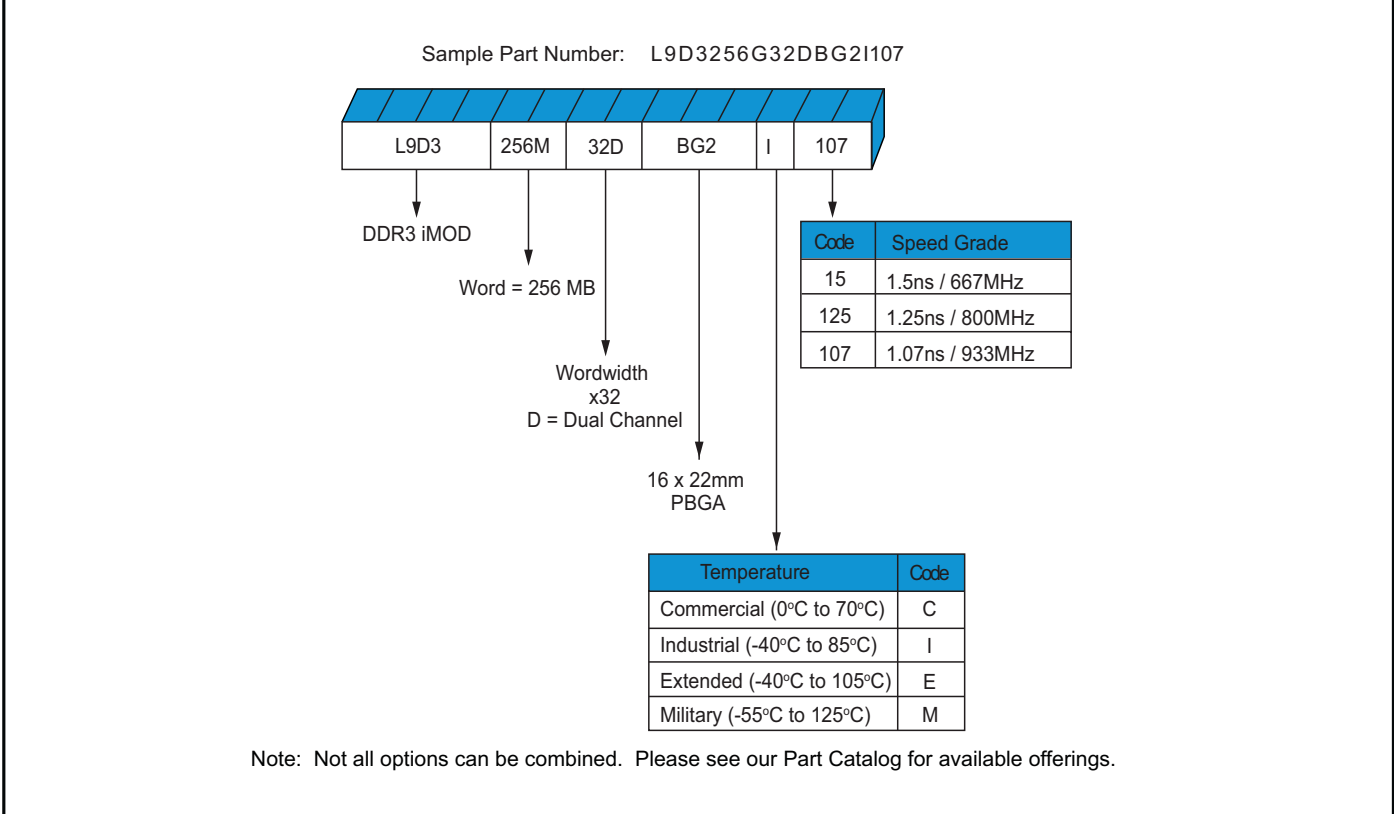 Sample Part Number: L9D3256G32DBG2I107
L9D3 256M 32D BG2 I 107
DDR3 iMOD
Word = 256 MB
Wordwidth
x32
D = Dual Channel
16 x 22mm
PBGA
Code Speed Grade
15 1.5ns / 667MHz
125 1.25ns / 800MHz
107 1.07ns / 933MHz
Temperature Code
Commercial (0°C to 70°C) C
Industrial (-40°C to 85°C) I
Extended (-40°C to 105°C) E
Military (-55°C to 125°C) M
Note: Not all options can be combined. Please see our Part Catalog for available offerings.